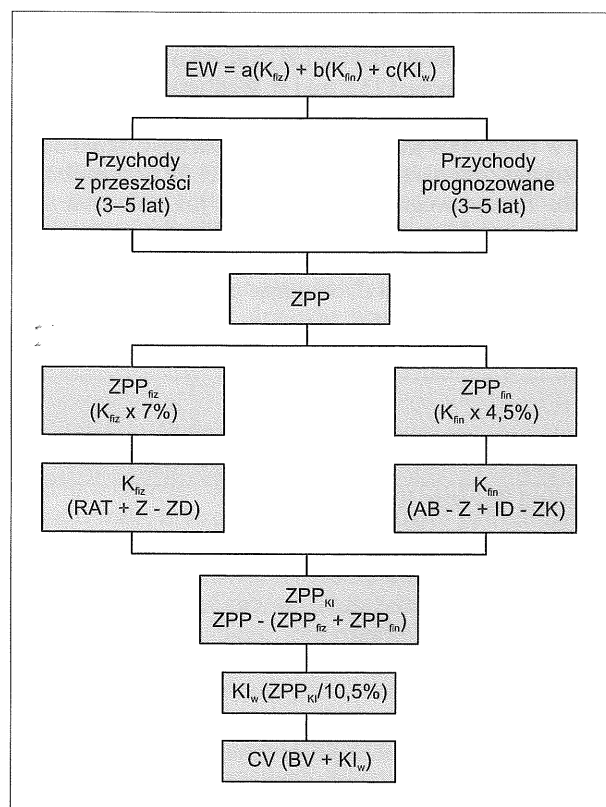 EW = a(K_fiz) + b(K_fin) + c(KI_w)
Przychody
z przeszłości
(3–5 lat)
Przychody
prognozowane
(3–5 lat)
ZPP
ZPP_fiz
(K_fiz x 7%)
ZPP_fin
(K_fin x 4,5%)
K_fiz
(RAT + Z - ZD)
K_fin
(AB - Z + ID - ZK)
ZPP_KI
ZPP - (ZPP_fiz + ZPP_fin)
KI_w (ZPP_KI/10,5%)
CV (BV + KI_w)